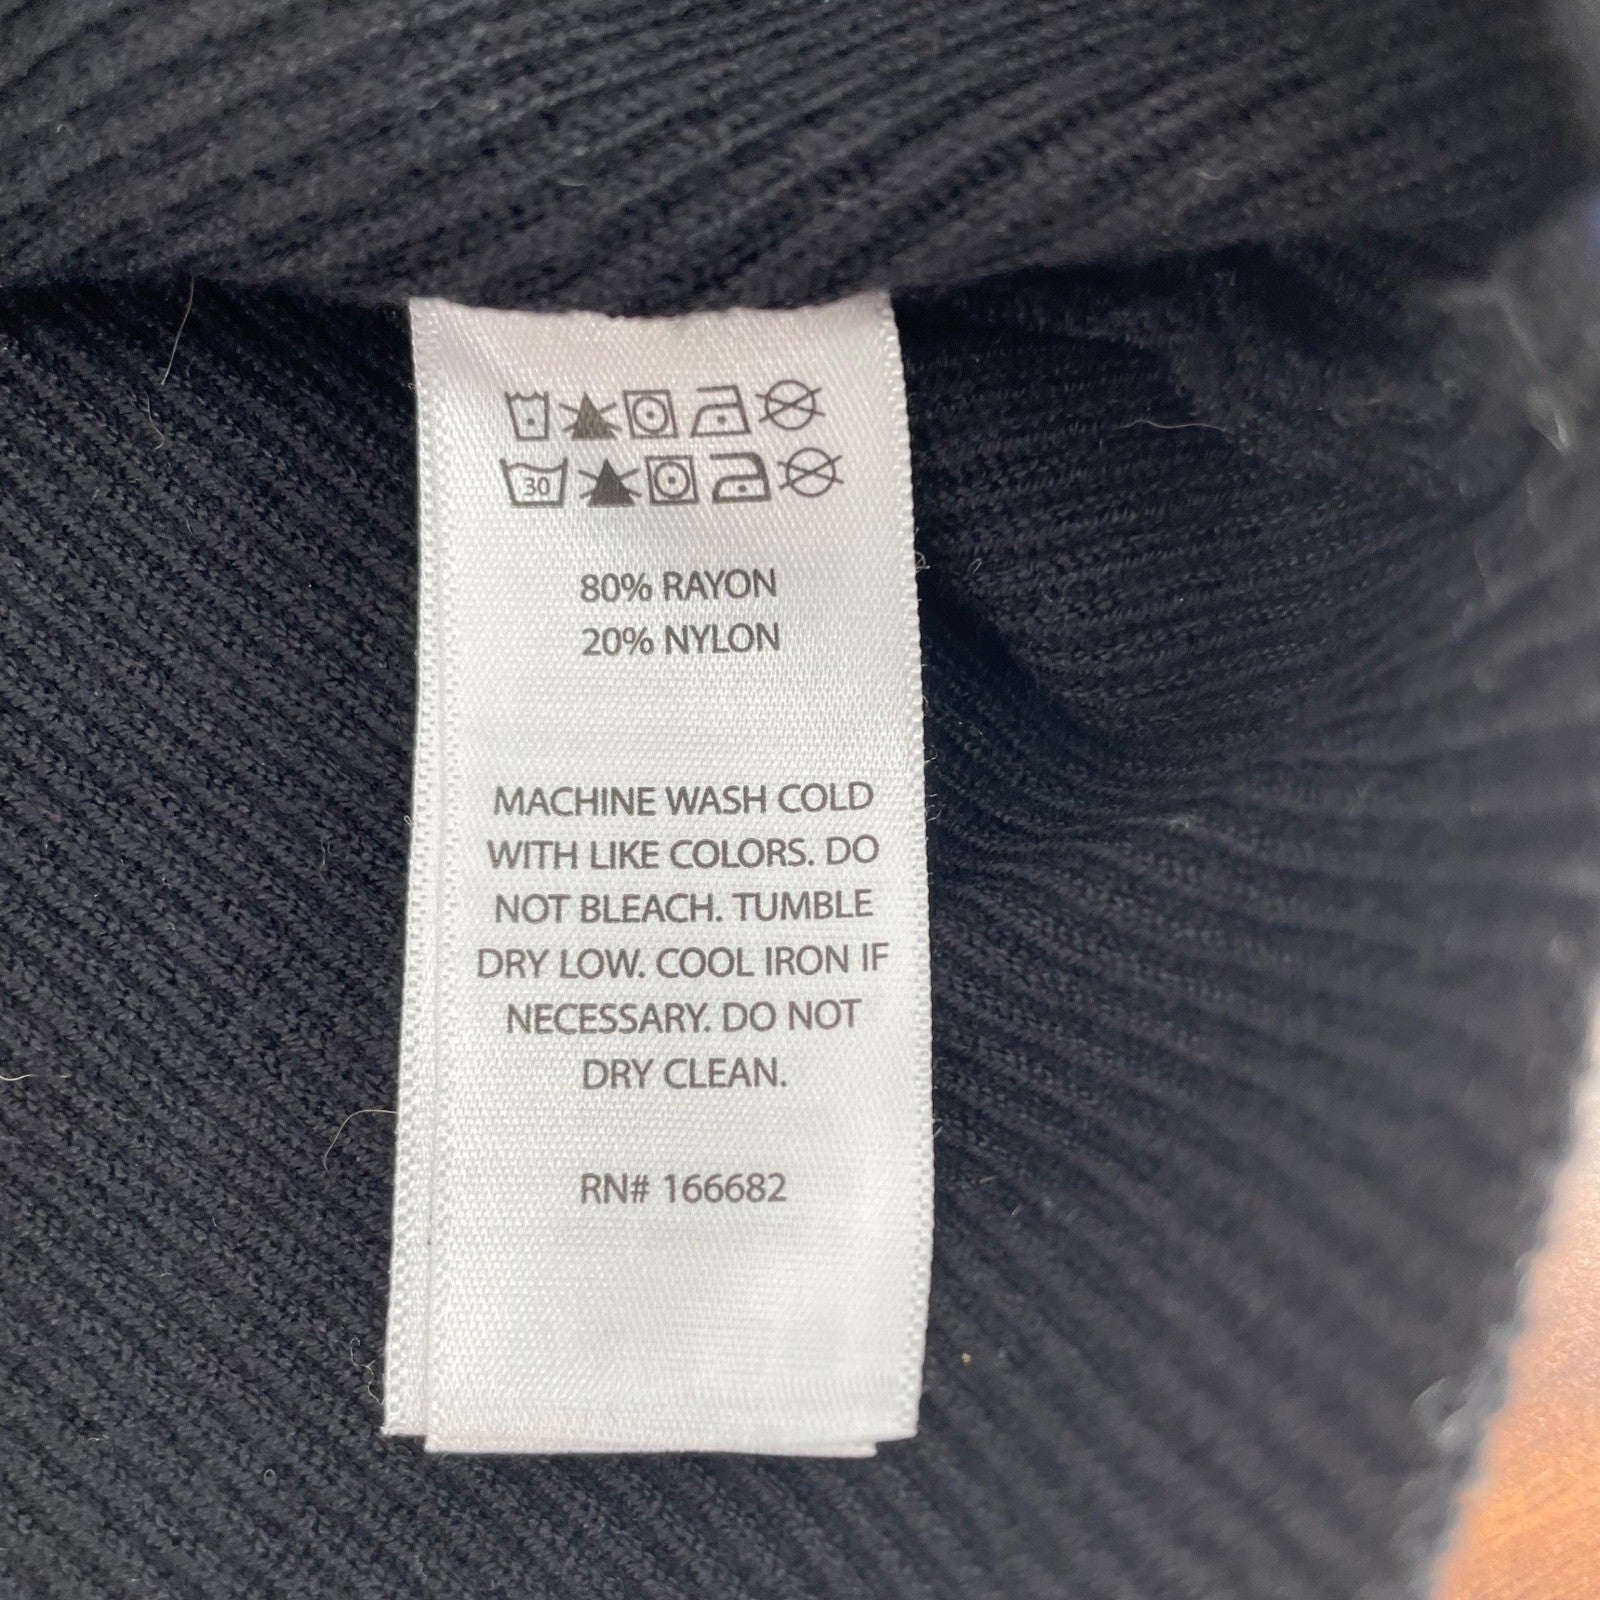 30
80% RAYON
20% NYLON
MACHINE WASH COLD
WITH LIKE COLORS. DO
NOT BLEACH. TUMBLE
DRY LOW. COOL IRON IF
NECESSARY. DO NOT
DRY CLEAN.
RN# 166682